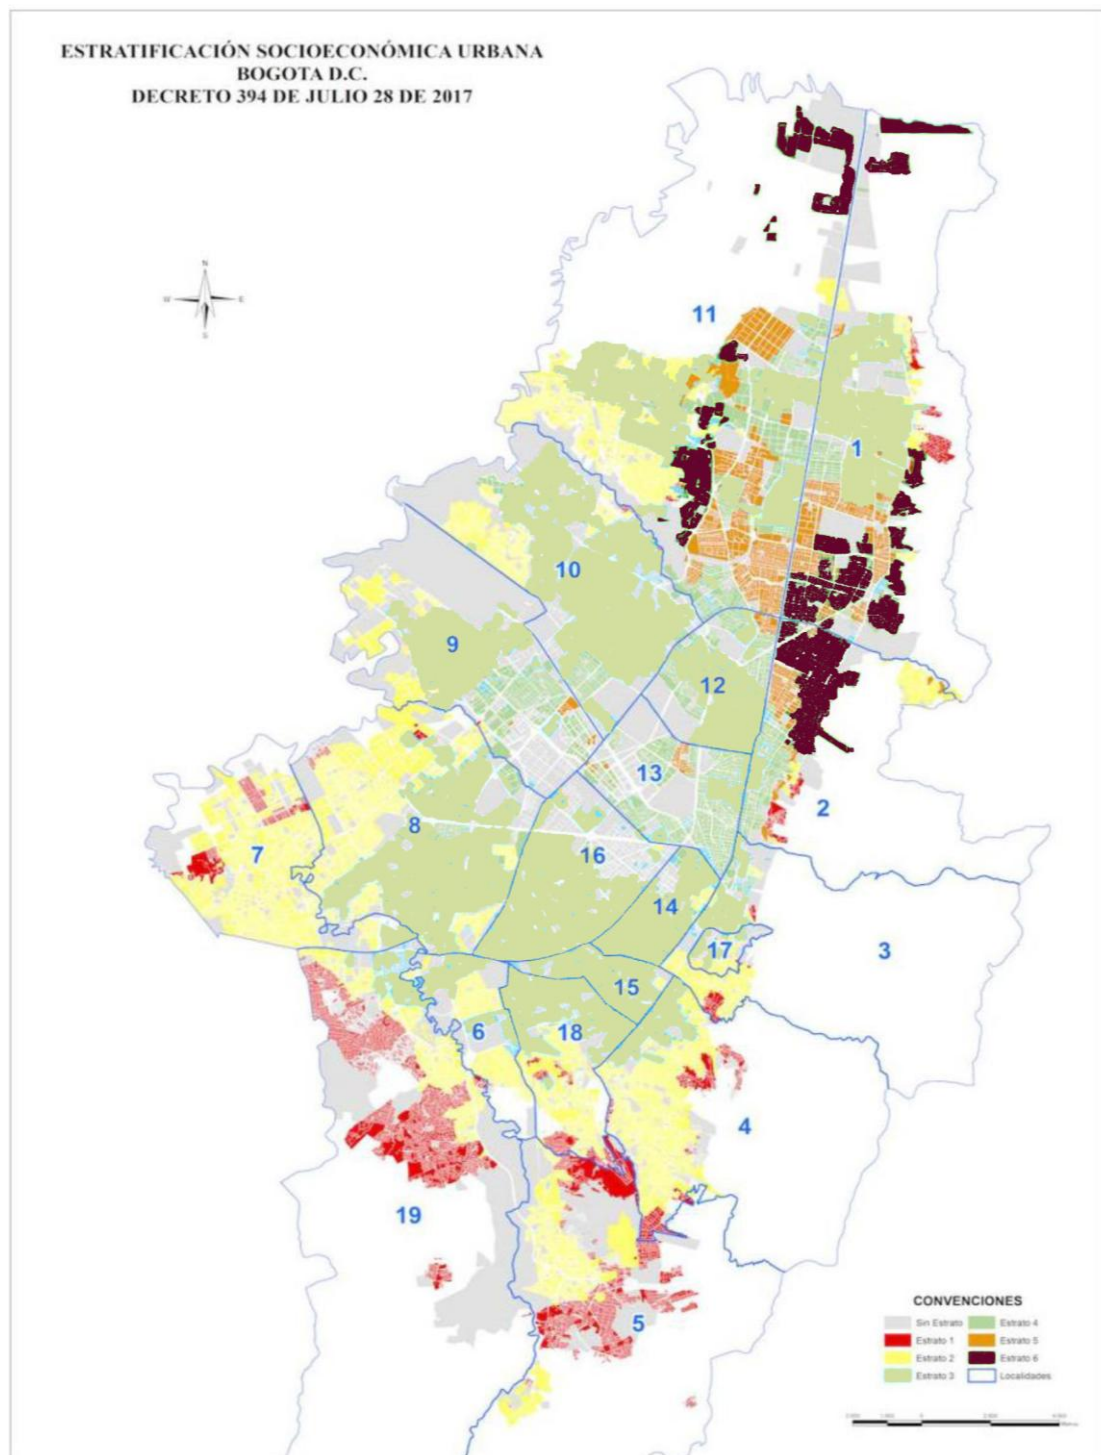 ESTRATIFICACIÓN SOCIOECONÓMICA URBANA
BOGOTA D.C.
DECRETO 394 DE JULIO 28 DE 2017
N
W
E
S
11
1
10
9
12
13
2
8
7
16
14
17
3
15
6
18
4
19
5
CONVENCIONES
Sin Estrato
Estrato 4
Estrato 1
Estrato 5
Estrato 2
Estrato 6
Estrato 3
Localidades